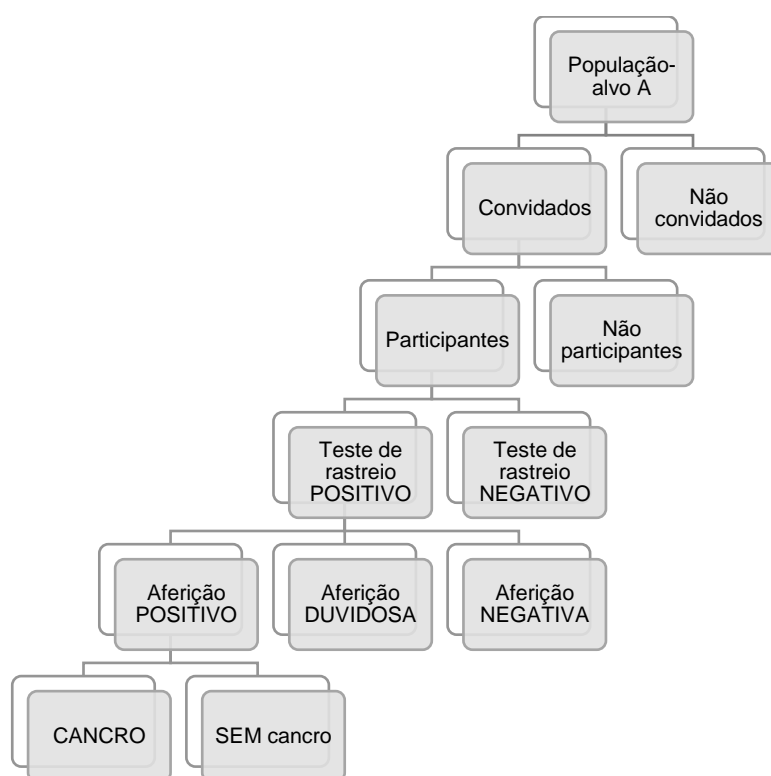 População-
alvo A
Convidados
Não
convidados
Participantes
Não
participantes
Teste de
rastreio
POSITIVO
Teste de
rastreio
NEGATIVO
Aferição
POSITIVO
Aferição
DUVIDOSA
Aferição
NEGATIVA
CANCRO
SEM cancro